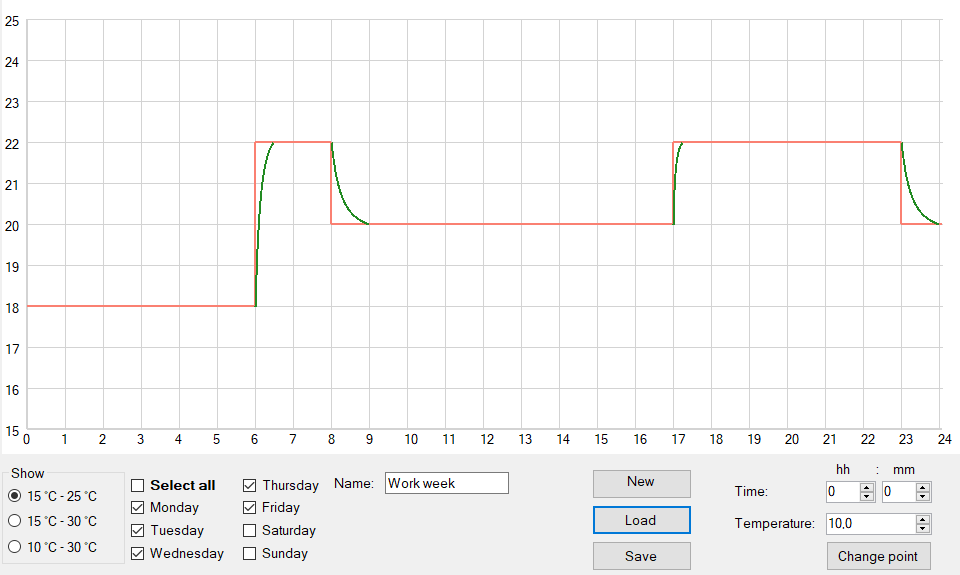 25
24
23
22
21
20
19
18
17
16
15
0 1 2 3 4 5 6 7 8 9 10 11 12 13 14 15 16 17 18 19 20 21 22 23 24
Show
15 °C - 25 °C
15 °C - 30 °C
10 °C - 30 °C
Select all
Monday
Tuesday
Wednesday
Thursday
Friday
Saturday
Sunday
Name: Work week
New
Load
Save
hh : mm
Time: 0 0
Temperature: 10,0
Change point